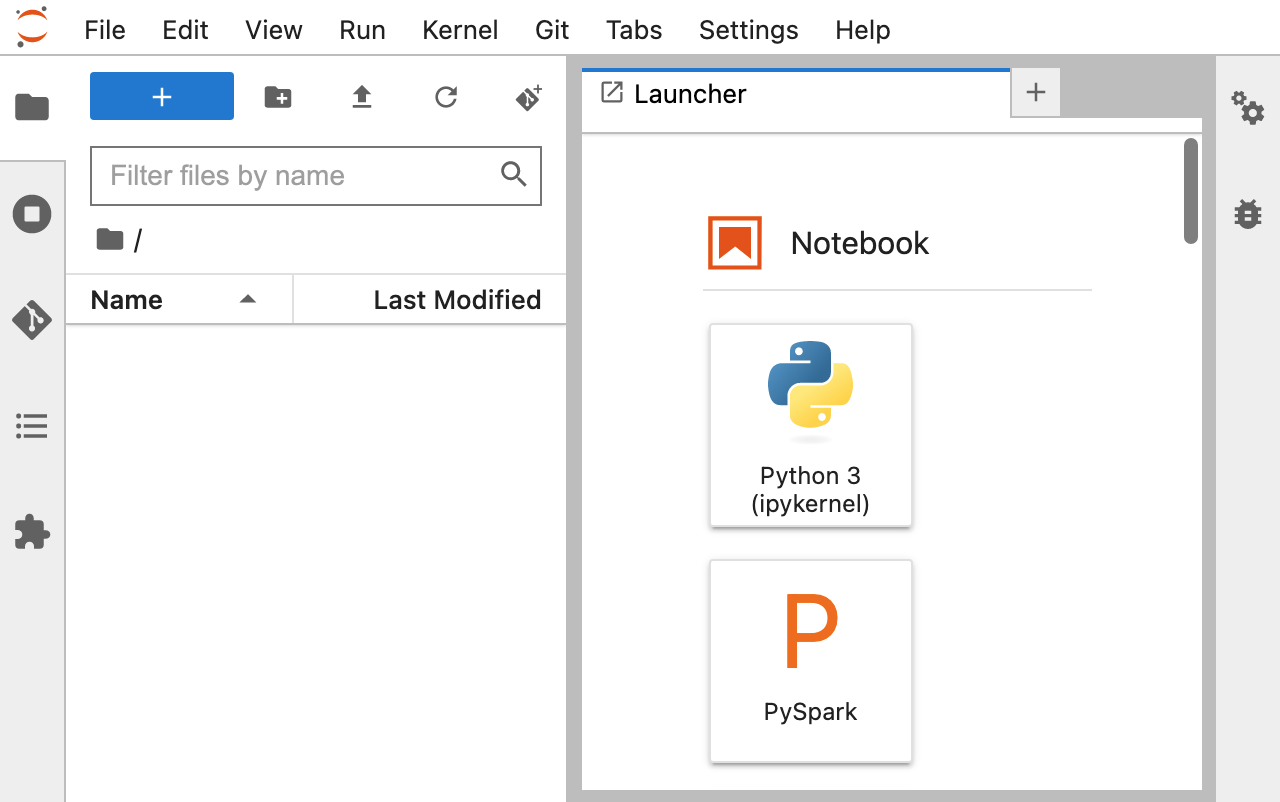 File Edit View Run Kernel Git Tabs Settings Help
Launcher
Filter files by name
/
Name Last Modified
Notebook
Python 3
(ipykernel)
P
PySpark